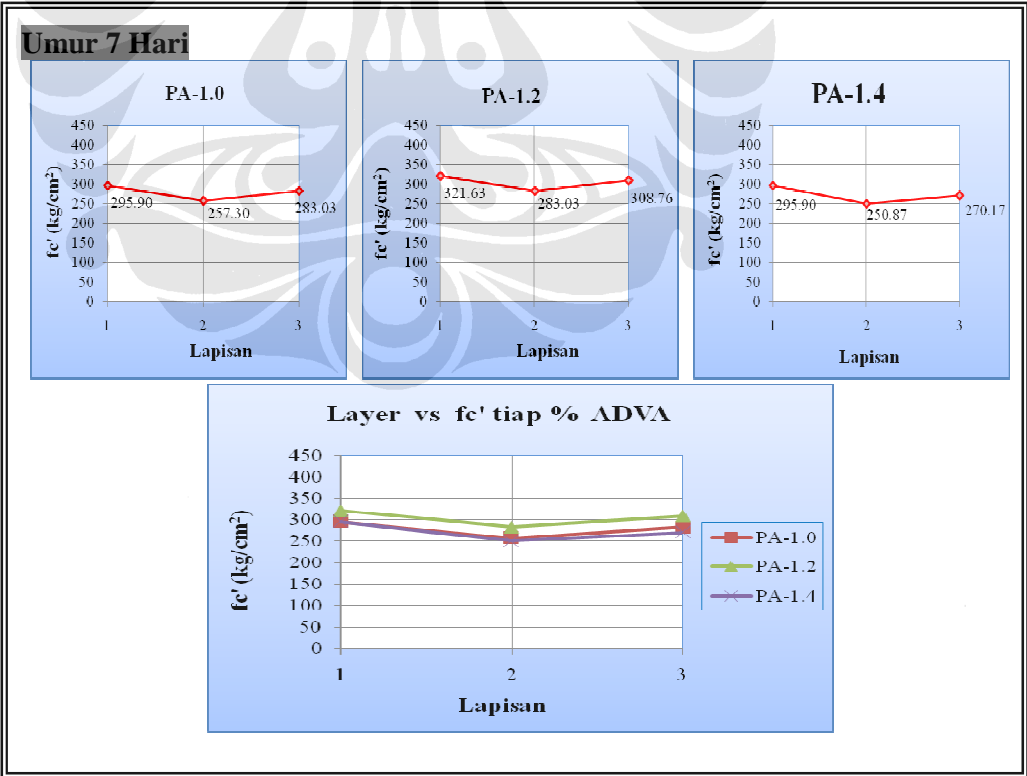 Umur 7 Hari
PA-1.0
450
400
350
300
250
200
150
100
50
0
fc' (kg/cm²)
295.90
257.30
283.03
1 2 3
Lapisan
PA-1.2
450
400
350
300
250
200
150
100
50
0
fc' (kg/cm²)
321.63
283.03
308.76
1 2 3
Lapisan
PA-1.4
450
400
350
300
250
200
150
100
50
0
fc' (kg/cm²)
295.90
250.87
270.17
1 2 3
Lapisan
Layer vs fc' tiap % ADVA
450
400
350
300
250
200
150
100
50
0
fc' (kg/cm²)
1 2 3
Lapisan
PA-1.0
PA-1.2
PA-1.4